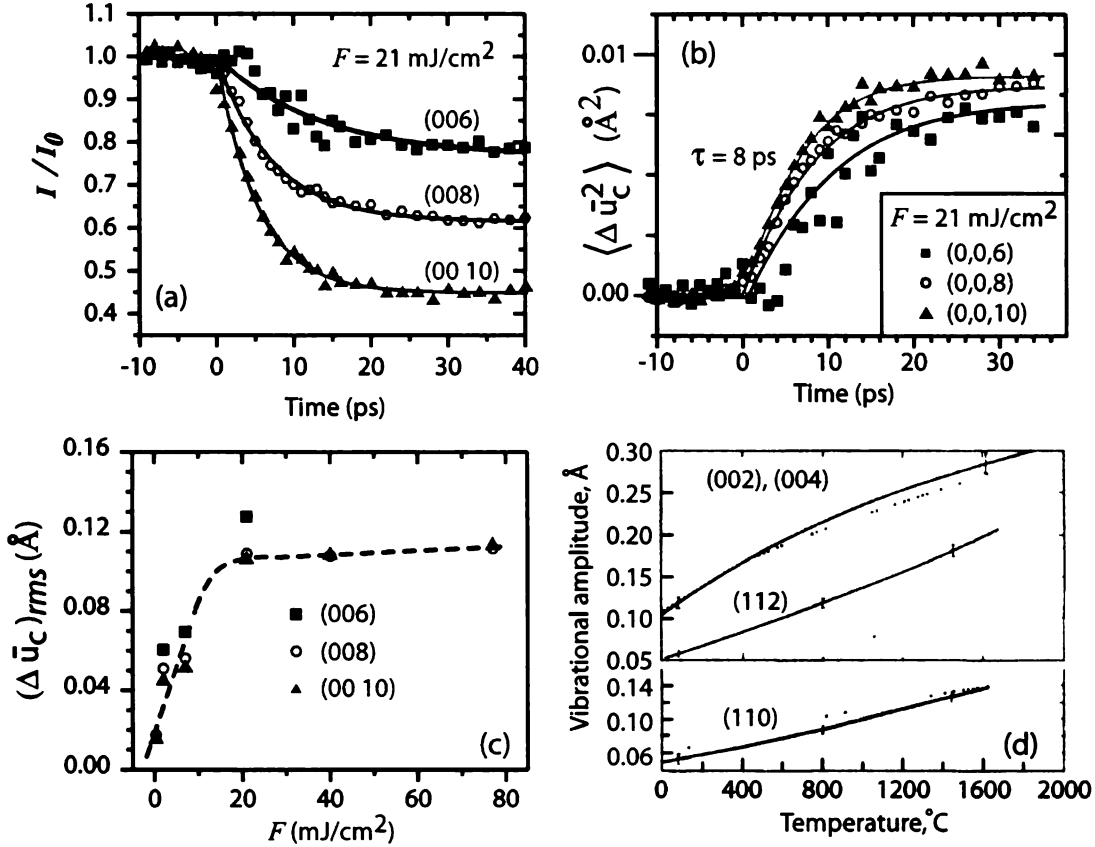 1.1
1.0
0.9
0.8
0.7
0.6
0.5
0.4
I/I₀
F = 21 mJ/cm²
(006)
(008)
(00 10)
(a)
-10 0 10 20 30 40
Time (ps)
0.01
0.00
⟨Δ ū²_C⟩ (Å²)
(b)
τ = 8 ps
F = 21 mJ/cm²
(0,0,6)
(0,0,8)
(0,0,10)
-10 0 10 20 30
Time (ps)
0.16
0.12
0.08
0.04
0.00
(Δ ū_C)rms (Å)
(006)
(008)
(00 10)
(c)
0 20 40 60 80
F (mJ/cm²)
0.30
0.25
0.20
0.15
0.10
0.05
0.14
0.10
0.06
Vibrational amplitude, Å
(002), (004)
(112)
(110)
(d)
0 400 800 1200 1600 2000
Temperature,°C